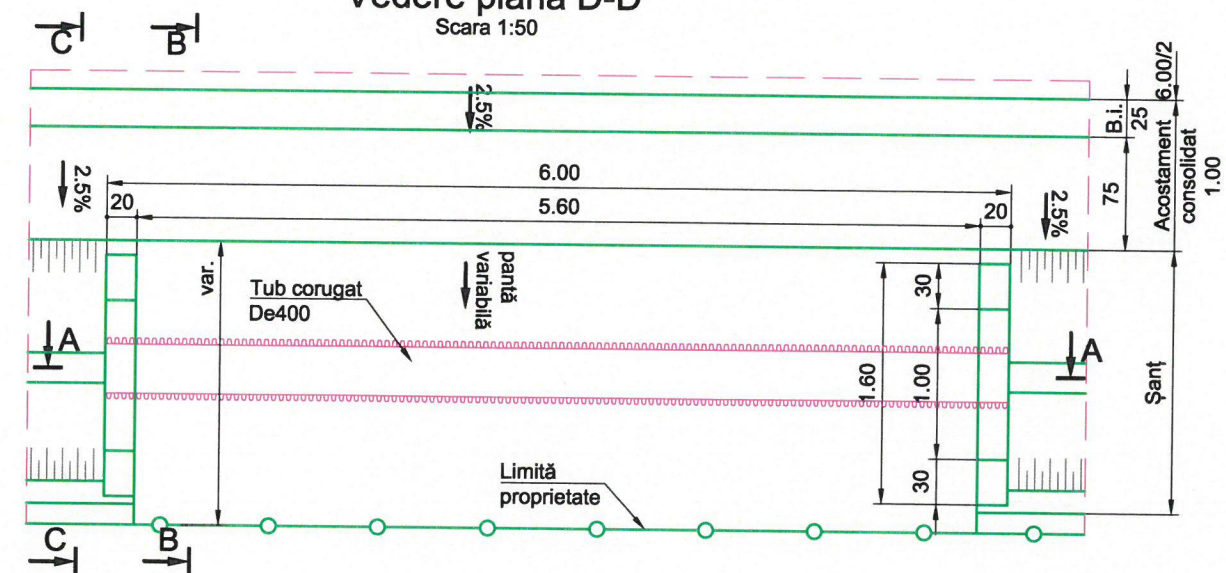 Vedere plană D-D
Scara 1:50
C
B
2.5%
6.00/2
B.i.
25
Acostament
consolidat
1.00
75
2.5%
6.00
20
5.60
20
2.5%
var.
Tub corugat
De400
pantă
variabilă
30
A
1.60
1.00
A
Șanț
30
Limită
proprietate
C
B